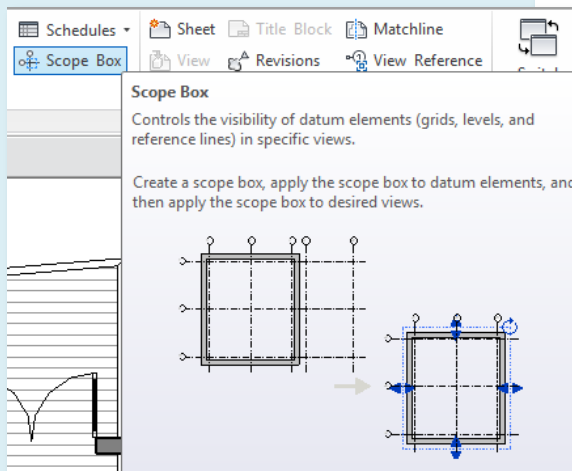 Schedules Sheet Title Block Matchline
Scope Box View Revisions View Reference
Scope Box
Controls the visibility of datum elements (grids, levels, and
reference lines) in specific views.
Create a scope box, apply the scope box to datum elements, and
then apply the scope box to desired views.